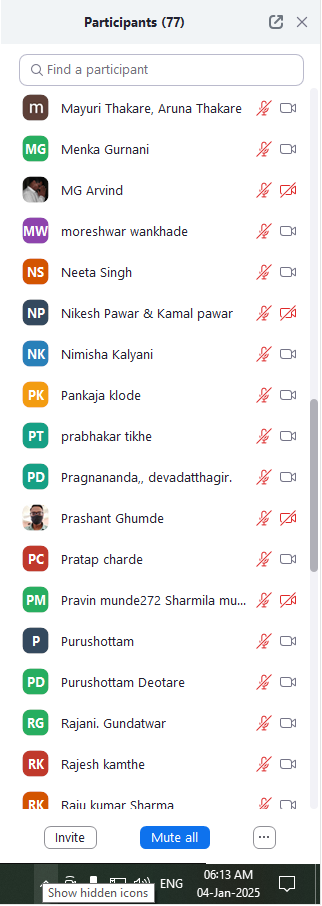 Participants (77)
Find a participant
m Mayuri Thakare, Aruna Thakare
MG Menka Gurnani
MG Arvind
MW moreshwar wankhade
NS Neeta Singh
NP Nikesh Pawar & Kamal pawar
NK Nimisha Kalyani
PK Pankaja klode
PT prabhakar tikhe
PD Pragnananda,, devadatthagir.
Prashant Ghumde
PC Pratap charde
PM Pravin munde272 Sharmila mu...
P Purushottam
PD Purushottam Deotare
RG Rajani. Gundatwar
RK Rajesh kamthe
RK Raju kumar Sharma
Invite Mute all ...
06:13 AM
ENG
04-Jan-2025
Show hidden icons